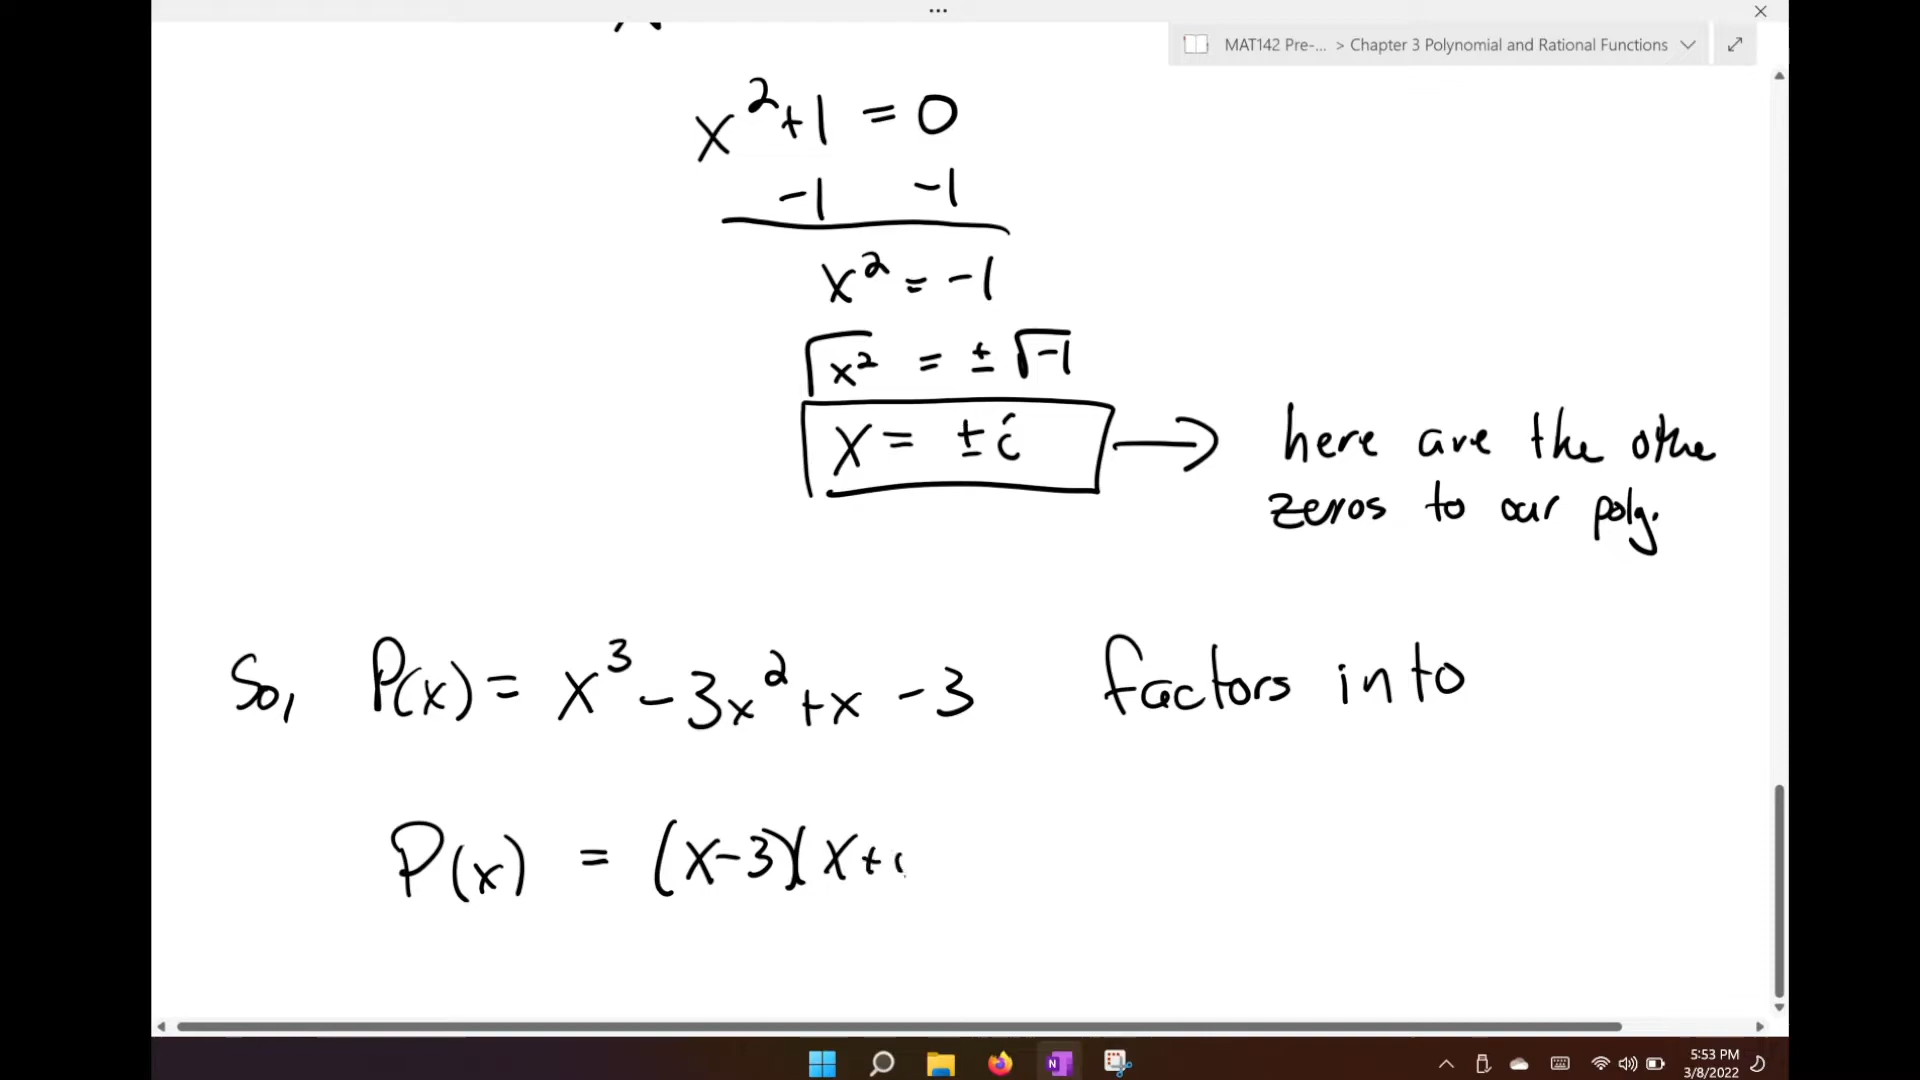 MAT142 Pre-... > Chapter 3 Polynomial and Rational Functions
x²+1 = 0
-1 -1
x² = -1
√x² = ±√-1
x = ±i → here are the othe
zeros to our poly.
So, P(x) = x³ - 3x² + x - 3 factors into
P(x) = (x-3)(x+
5:53 PM
3/8/2022